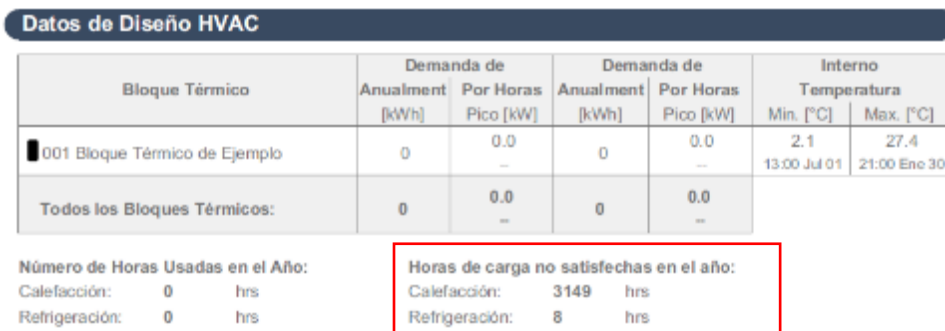 Datos de Diseño HVAC
Demanda de Demanda de Interno
Bloque Térmico Anualment Por Horas Anualment Por Horas Temperatura
[kWh] Pico [kW] [kWh] Pico [kW] Min. [°C] Max. [°C]
001 Bloque Térmico de Ejemplo 0 0.0 0 0.0 2.1 27.4
-- -- 13:00 Jul 01 21:00 Ene 30
Todos los Bloques Térmicos: 0 0.0 0 0.0
-- --
Número de Horas Usadas en el Año: Horas de carga no satisfechas en el año:
Calefacción: 0 hrs Calefacción: 3149 hrs
Refrigeración: 0 hrs Refrigeración: 8 hrs